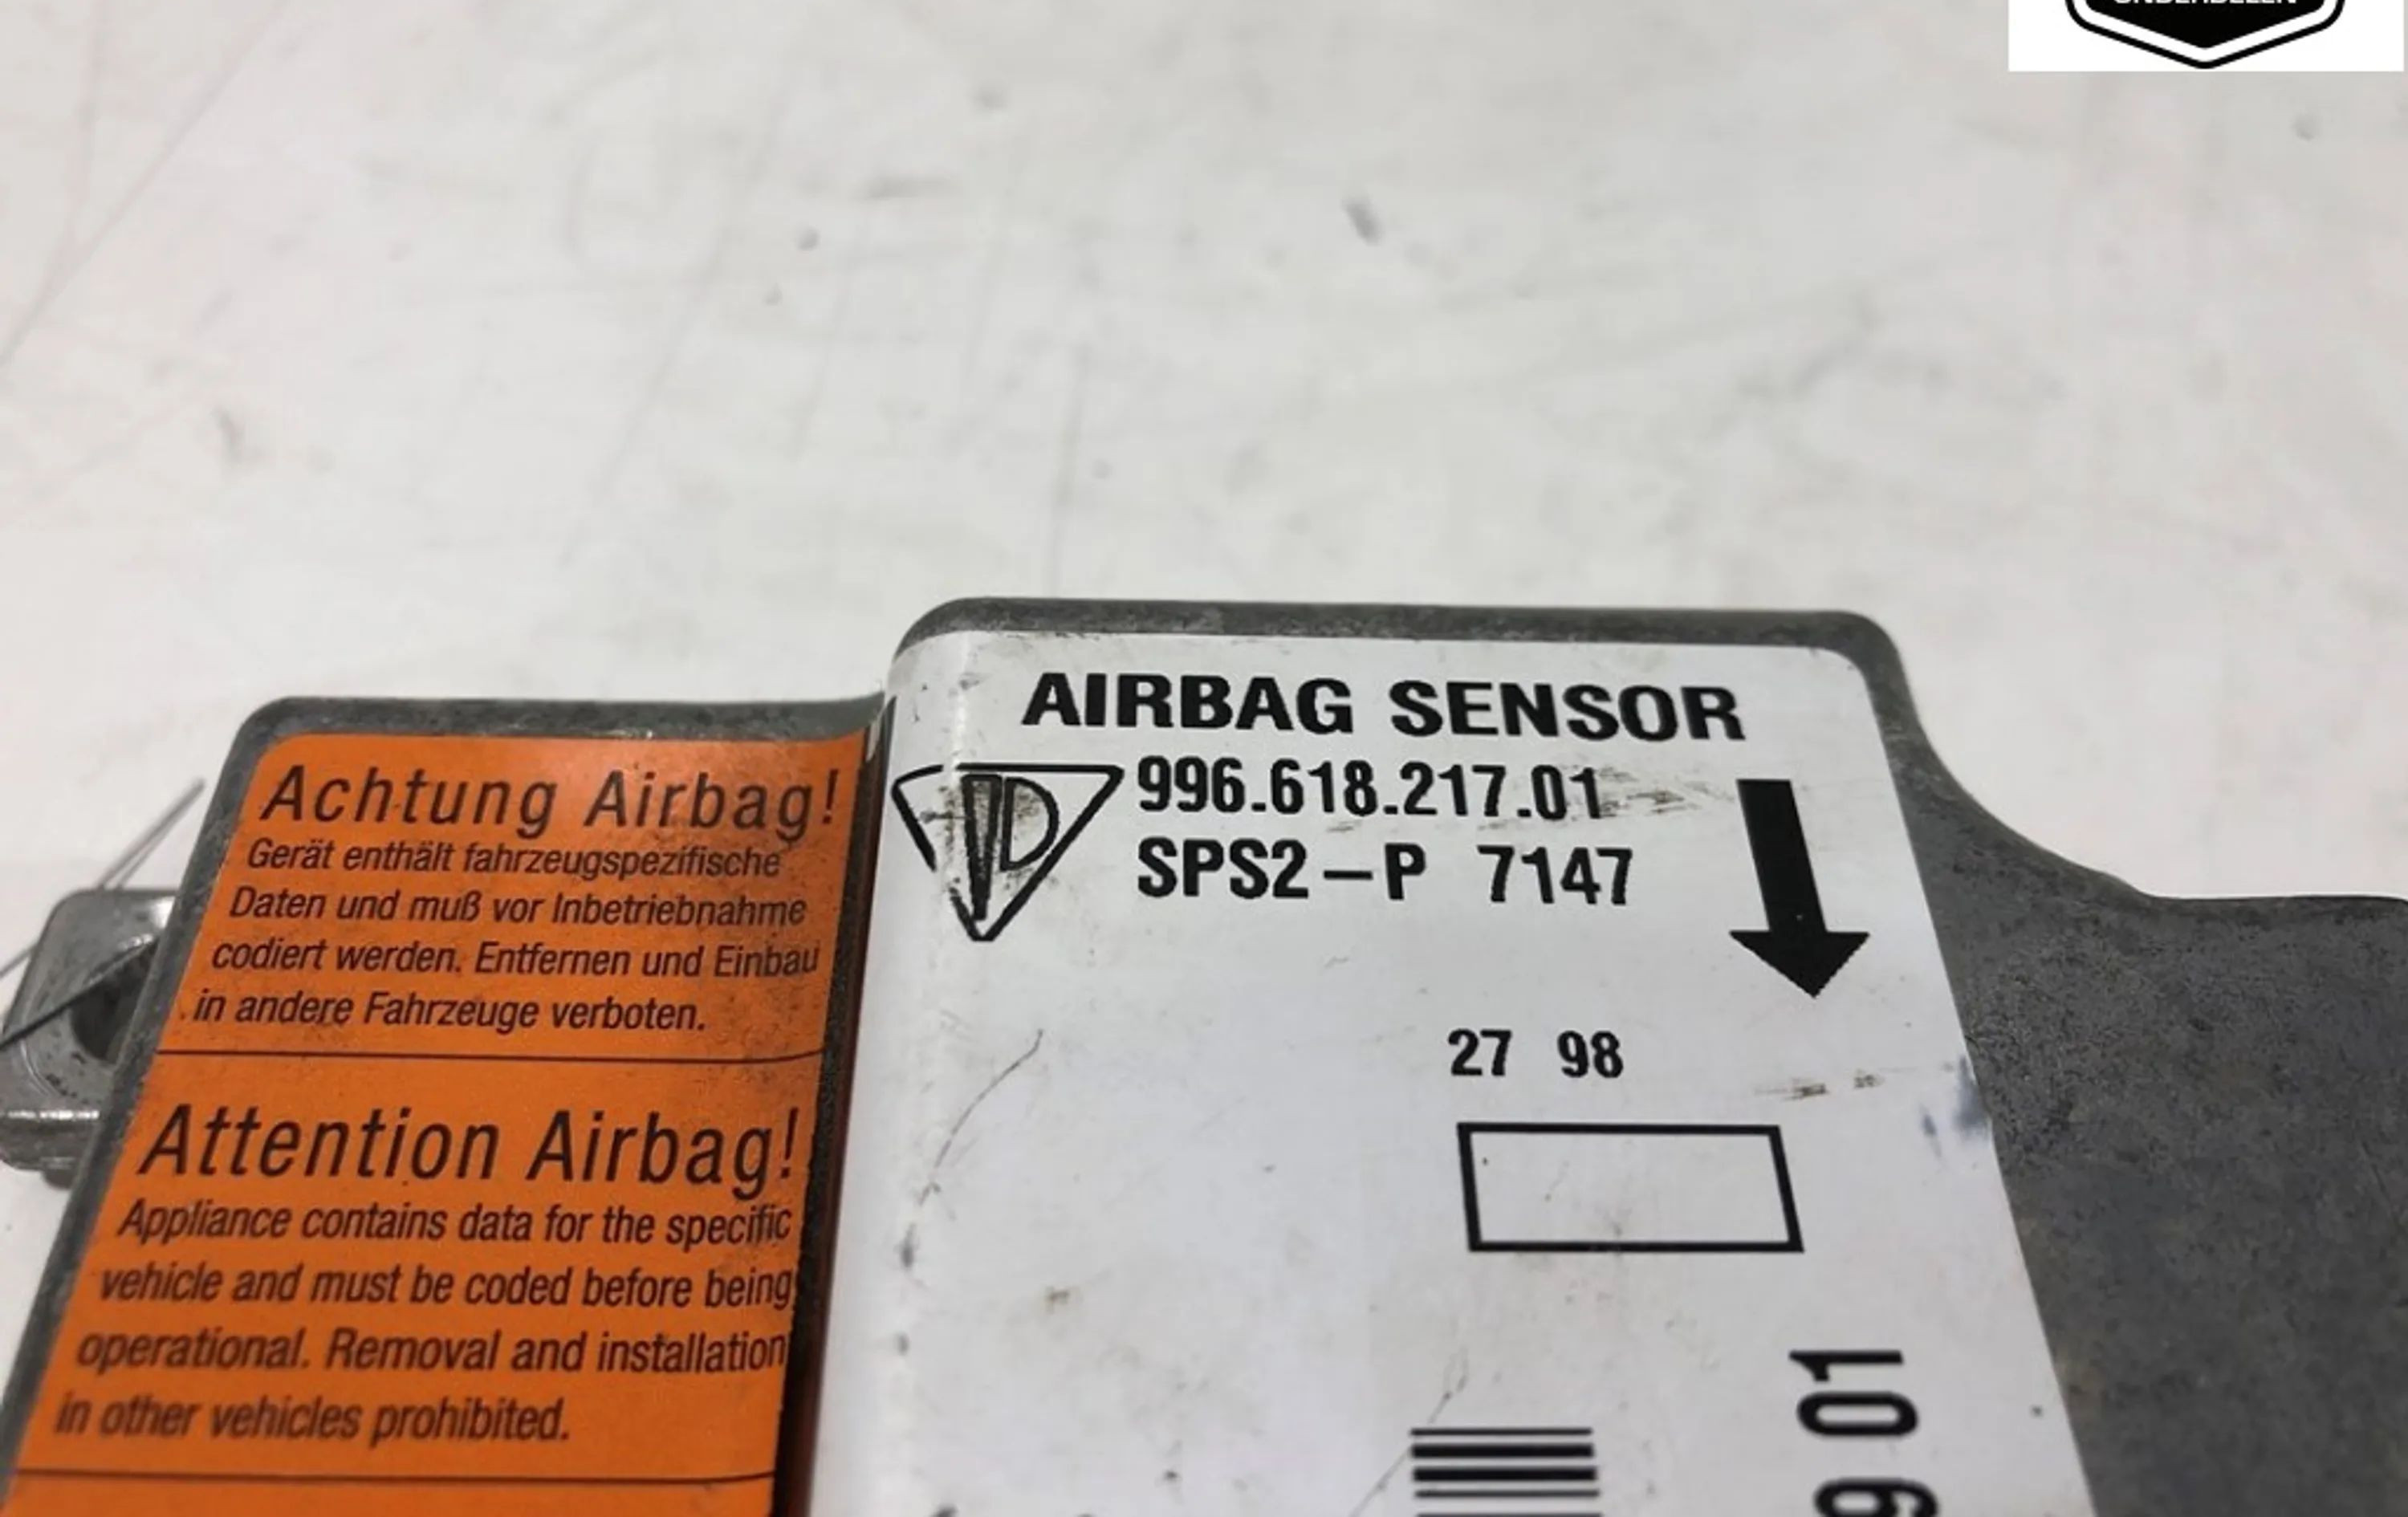 AIRBAG SENSOR
996.618.217.01
SPS2-P 7147
27 98
9 01
Achtung Airbag!
Gerät enthält fahrzeugspezifische
Daten und muß vor Inbetriebnahme
codiert werden. Entfernen und Einbau
in andere Fahrzeuge verboten.
Attention Airbag!
Appliance contains data for the specific
vehicle and must be coded before being
operational. Removal and installation
in other vehicles prohibited.